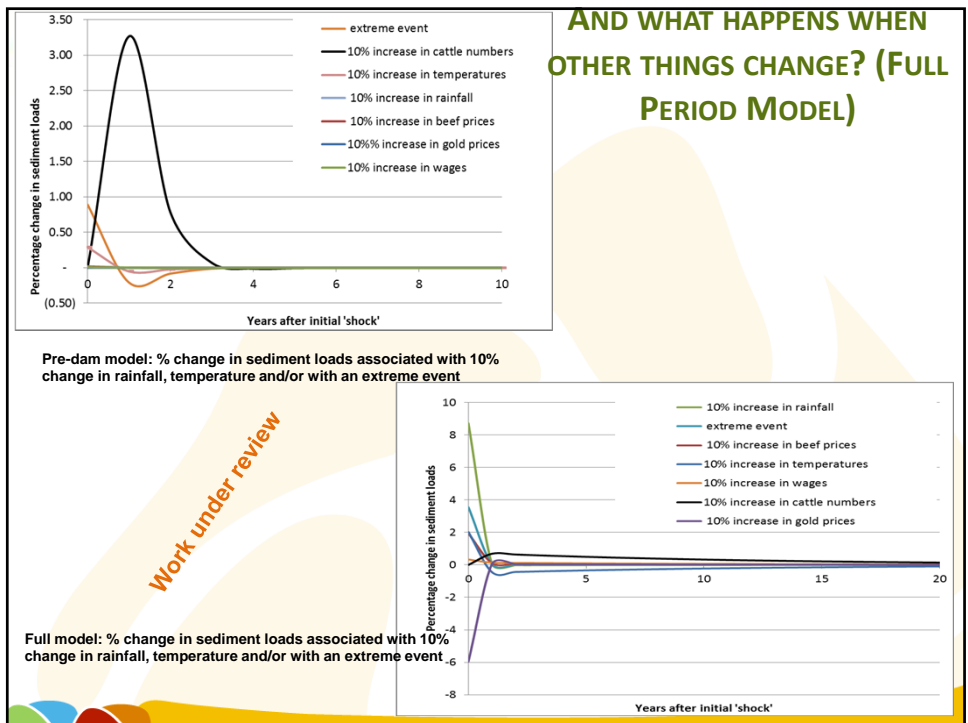 AND WHAT HAPPENS WHEN
OTHER THINGS CHANGE? (FULL
PERIOD MODEL)
3.50
3.00
2.50
2.00
1.50
1.00
0.50
-
(0.50)
Percentage change in sediment loads
extreme event
10% increase in cattle numbers
10% increase in temperatures
10% increase in rainfall
10% increase in beef prices
10%% increase in gold prices
10% increase in wages
0 2 4 6 8 10
Years after initial 'shock'
Pre-dam model: % change in sediment loads associated with 10%
change in rainfall, temperature and/or with an extreme event
Work under review
10
8
6
4
2
0
-2
-4
-6
-8
Percentage change in sediment loads
10% increase in rainfall
extreme event
10% increase in beef prices
10% increase in temperatures
10% increase in wages
10% increase in cattle numbers
10% increase in gold prices
0 5 10 15 20
Years after initial 'shock'
Full model: % change in sediment loads associated with 10%
change in rainfall, temperature and/or with an extreme event